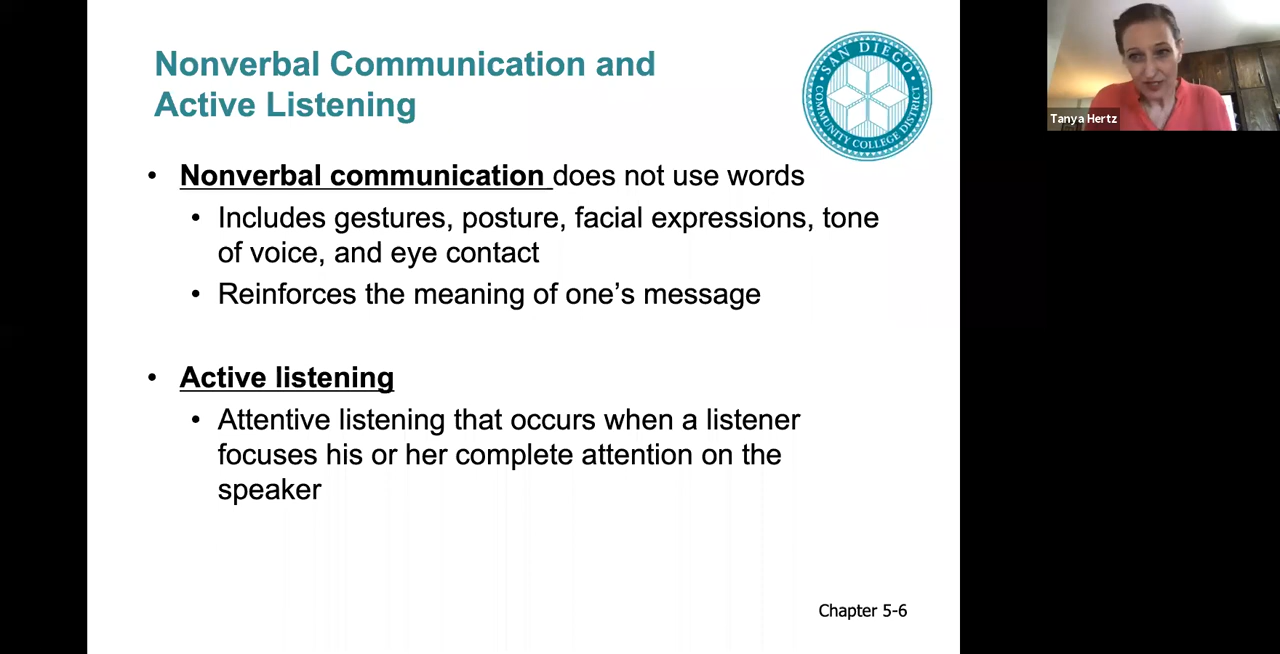 Nonverbal Communication and
Active Listening
SAN DIEGO
COMMUNITY COLLEGE DISTRICT
Tanya Hertz
• Nonverbal communication does not use words
• Includes gestures, posture, facial expressions, tone
of voice, and eye contact
• Reinforces the meaning of one’s message
• Active listening
• Attentive listening that occurs when a listener
focuses his or her complete attention on the
speaker
Chapter 5-6